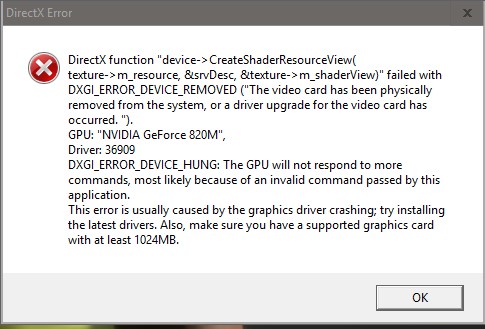 DirectX Error
DirectX function "device->CreateShaderResourceView(
texture->m_resource, &srvDesc, &texture->m_shaderView)" failed with
DXGI_ERROR_DEVICE_REMOVED ("The video card has been physically
removed from the system, or a driver upgrade for the video card has
occurred. ").
GPU: "NVIDIA GeForce 820M",
Driver: 36909
DXGI_ERROR_DEVICE_HUNG: The GPU will not respond to more
commands, most likely because of an invalid command passed by this
application.
This error is usually caused by the graphics driver crashing; try installing
the latest drivers. Also, make sure you have a supported graphics card
with at least 1024MB.
OK